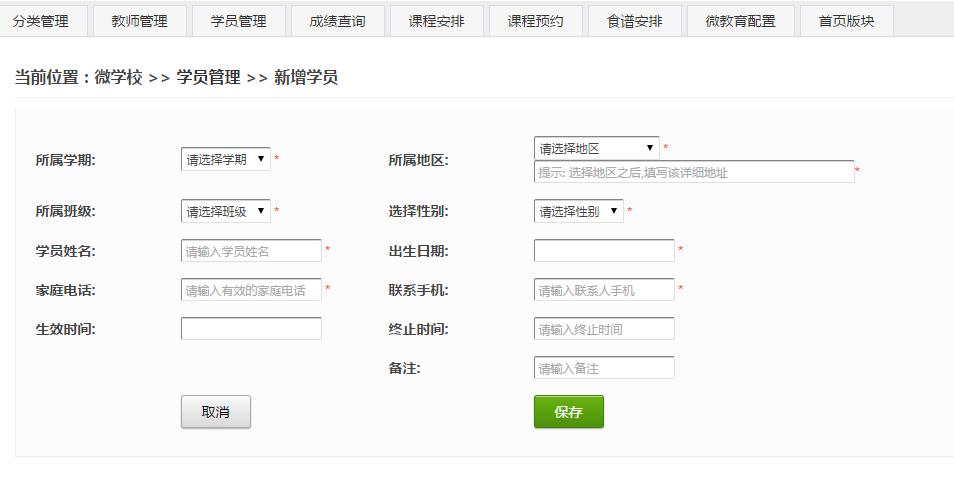 分类管理 教师管理 学员管理 成绩查询 课程安排 课程预约 食谱安排 微教育配置 首页版块
当前位置：微学校 >> 学员管理 >> 新增学员
所属学期: 请选择学期 ▼ * 所属地区: 请选择地区 ▼ *
提示: 选择地区之后,填写该详细地址 *
所属班级: 请选择班级 ▼ * 选择性别: 请选择性别 ▼ *
学员姓名: 请输入学员姓名 * 出生日期: *
家庭电话: 请输入有效的家庭电话 * 联系手机: 请输入联系人手机 *
生效时间: 终止时间: 请输入终止时间
备注: 请输入备注
取消 保存